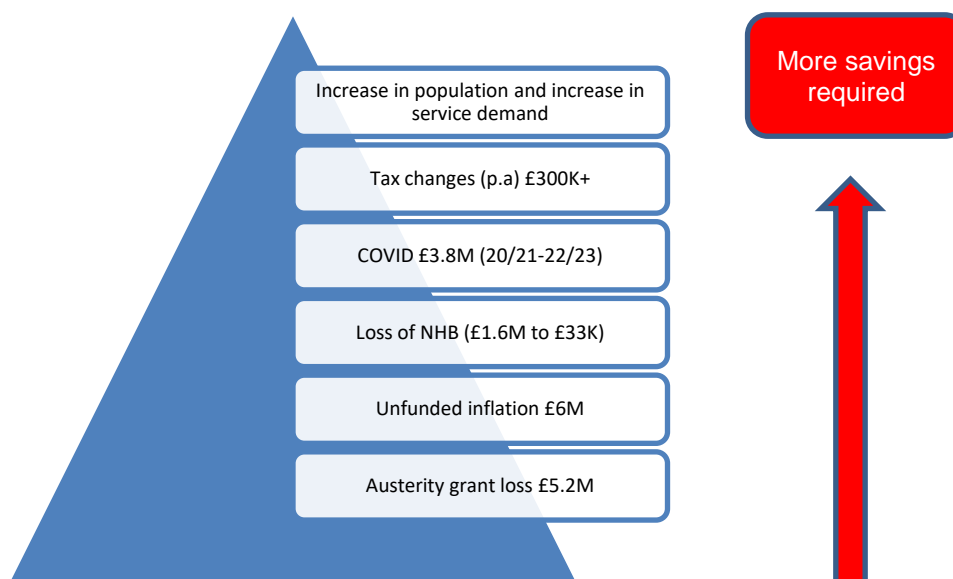 Increase in population and increase in
service demand
Tax changes (p.a) £300K+
COVID £3.8M (20/21-22/23)
Loss of NHB (£1.6M to £33K)
Unfunded inflation £6M
Austerity grant loss £5.2M
More savings
required